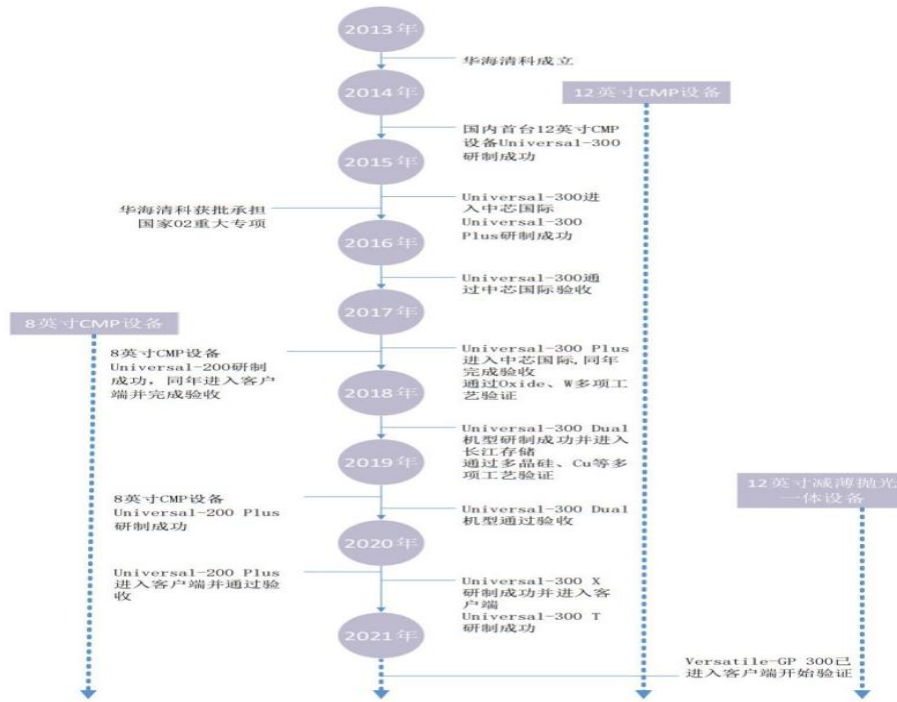 2013年
华海清科成立
2014年
12英寸CMP设备
国内首台12英寸CMP
设备Universal-300
研制成功
2015年
华海清科获批承担
国家02重大专项
Universal-300进
入中芯国际
Universal-300
Plus研制成功
2016年
Universal-300通
过中芯国际验收
2017年
8英寸CMP设备
8英寸CMP设备
Universal-200研制
成功，同年进入客户
端并完成验收
Universal-300 Plus
进入中芯国际,同年
完成验收
通过Oxide、W多项工
艺验证
2018年
Universal-300 Dual
机型研制成功并进入
长江存储
通过多晶硅、Cu等多
项工艺验证
2019年
12英寸减薄抛光
一体设备
8英寸CMP设备
Universal-200 Plus
研制成功
Universal-300 Dual
机型通过验收
2020年
Universal-200 Plus
进入客户端并通过验
收
Universal-300 X
研制成功并进入客
户端
Universal-300 T
研制成功
2021年
Versatile-GP 300已
进入客户端开始验证